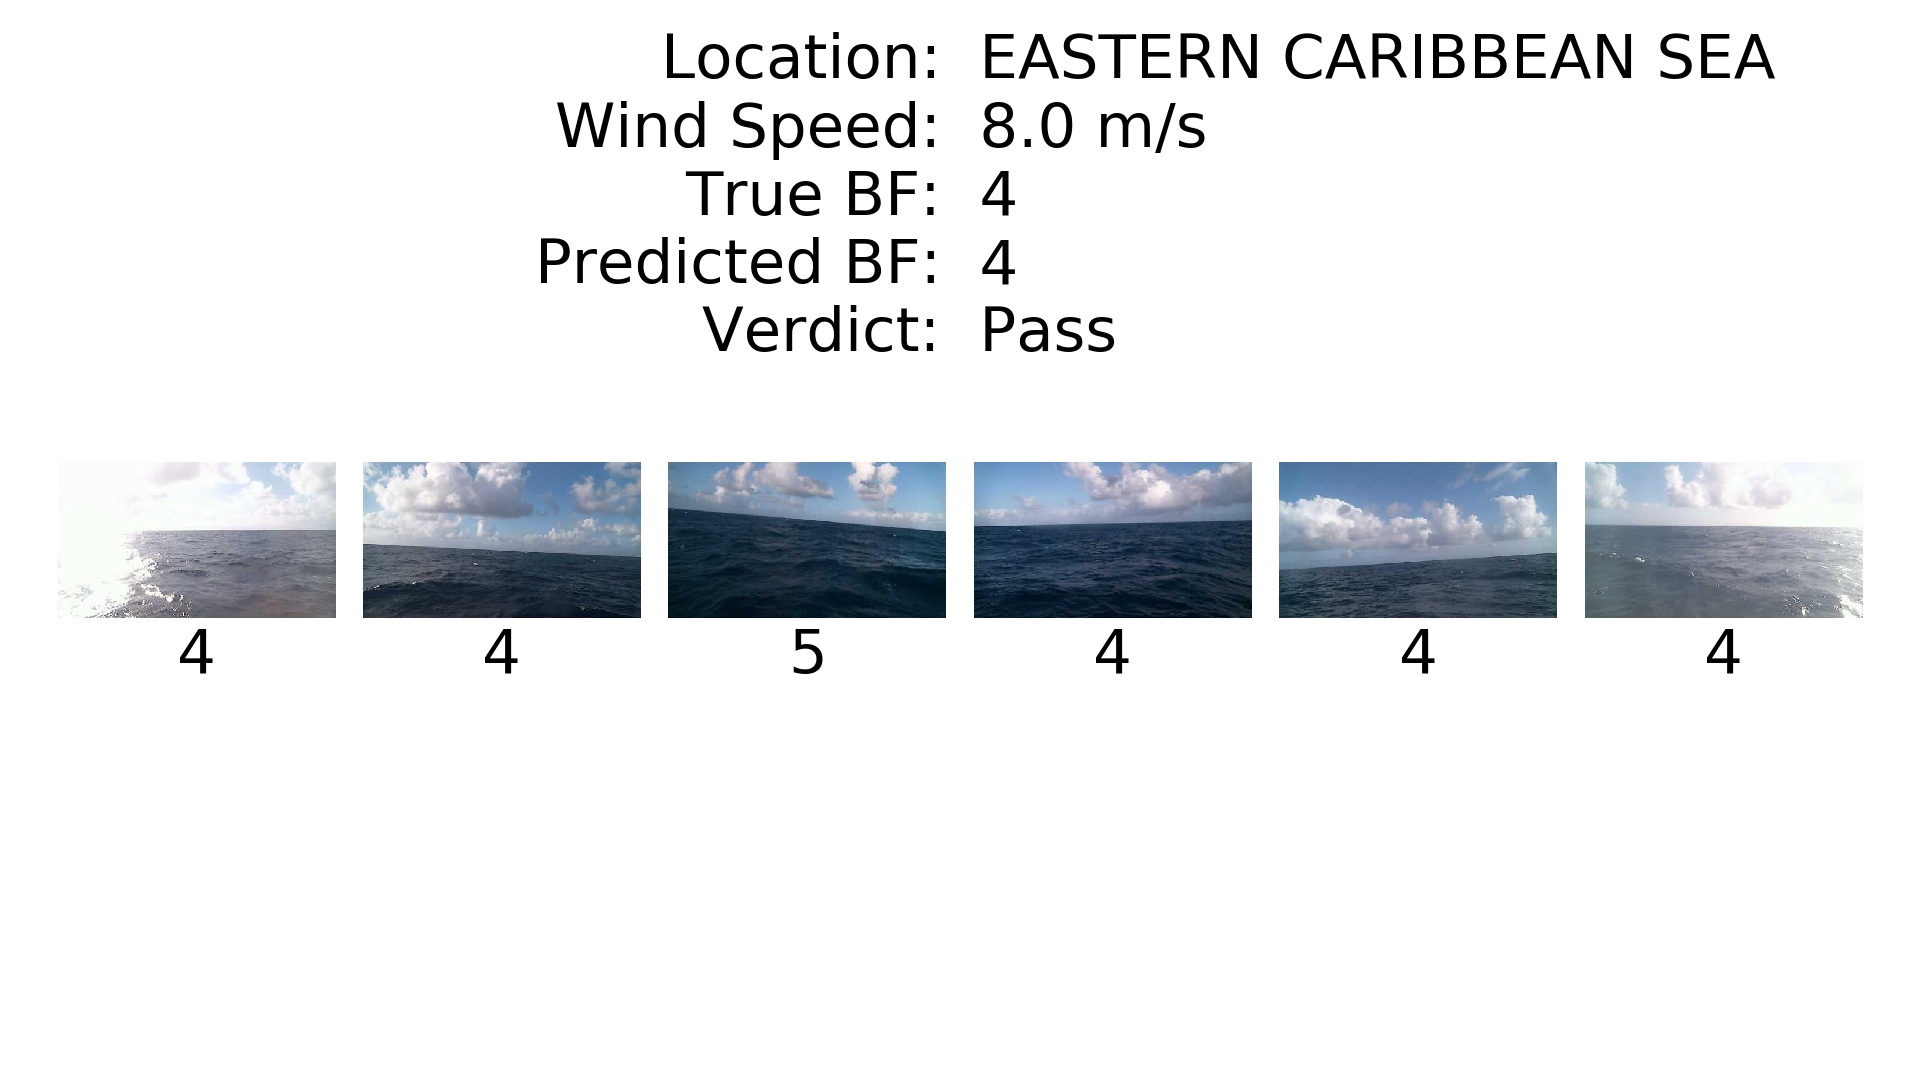 Location: EASTERN CARIBBEAN SEA
Wind Speed: 8.0 m/s
True BF: 4
Predicted BF: 4
Verdict: Pass
4 4 5 4 4 4